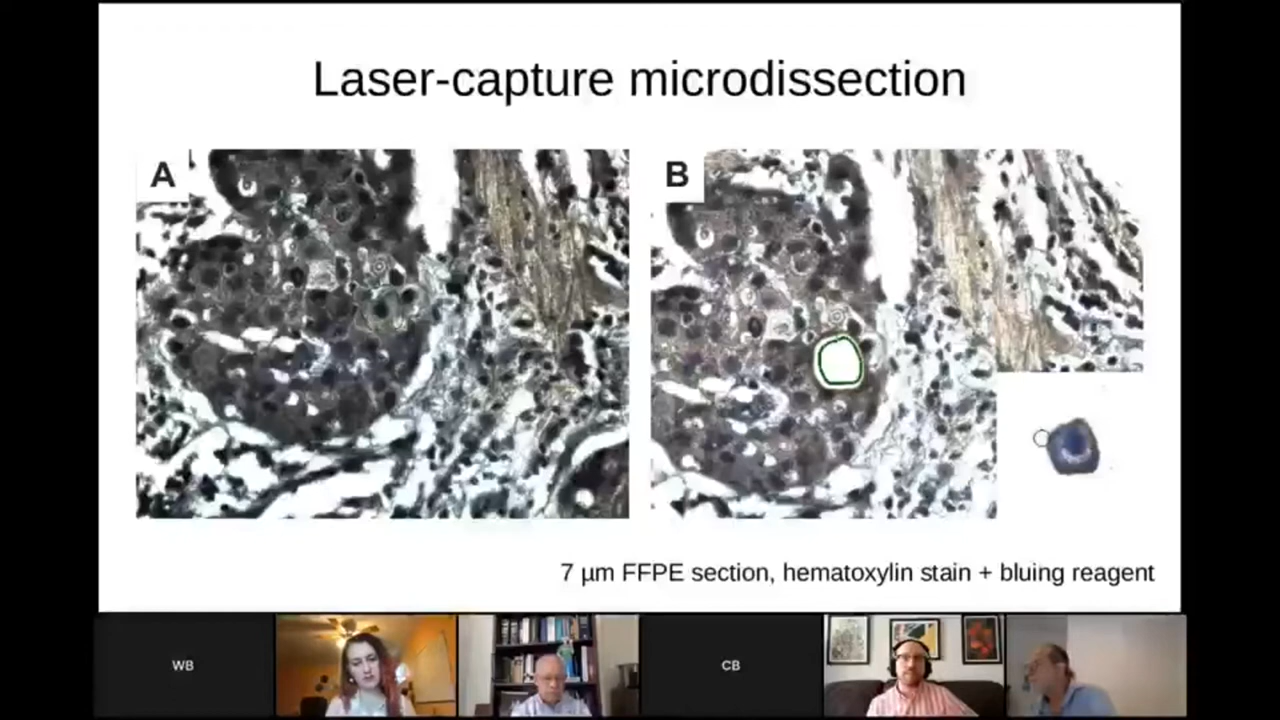 Laser-capture microdissection
A
B
7 µm FFPE section, hematoxylin stain + bluing reagent
WB
CB